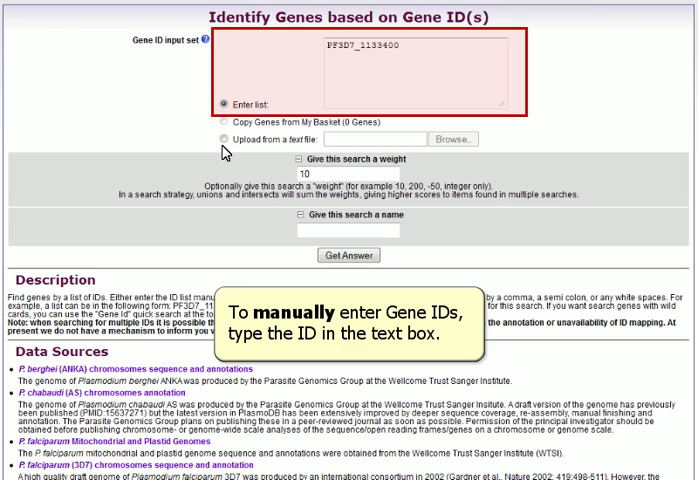 Identify Genes based on Gene ID(s)
Gene ID input set
PF3D7_1133400
Enter list:
Copy Genes from My Basket (0 Genes)
Upload from a text file: Browse..
Give this search a weight
10
Optionally give this search a "weight" (for example 10, 200, -50, integer only).
In a search strategy, unions and intersects will sum the weights, giving higher scores to items found in multiple searches.
Give this search a name
Get Answer
Description
Find genes by a list of IDs. Either enter the ID list manu by a comma, a semi colon, or any white spaces. For
example, a list can be in the following form: PF3D7_11 for this search. If you want search genes with wild
cards, you can use the "Gene Id" quick search at the to
Note: when searching for multiple IDs it is possible th the annotation or unavailability of ID mapping. At
present we do not have a mechanism to inform you v
To manually enter Gene IDs,
type the ID in the text box.
Data Sources
P. berghei (ANKA) chromosomes sequence and annotations
The genome of Plasmodium berghei ANKA was produced by the Parasite Genomics Group at the Wellcome Trust Sanger Institute.
P. chabaudi (AS) chromosomes annotation
The genome of Plasmodium chabaudi AS was produced by the Parasite Genomics Group at the Wellcome Trust Sanger Institute. A draft version of the genome has previously
been published (PMID:15637271) but the latest version in PlasmoDB has been extensively improved by deeper sequence coverage, re-assembly, manual finishing and
annotation. The Parasite Genomics Group plans on publishing these in a peer-reviewed journal as soon as possible. Permission of the principal investigator should be
obtained before publishing chromosome- or genome-wide scale analyses of the sequence/open reading frames/genes on a chromosome or genome scale.
P. falciparum Mitochondrial and Plastid Genomes
The P. falciparum mitochondrial and plastid genome sequence and annotations were obtained from the Wellcome Trust Sanger Institute (WTSI).
P. falciparum (3D7) chromosomes sequence and annotation
A high quality draft genome of Plasmodium falciparum 3D7 was produced by an international consortium in 2002 (Gardner et al., Nature 2002; 419:498-511). However, the